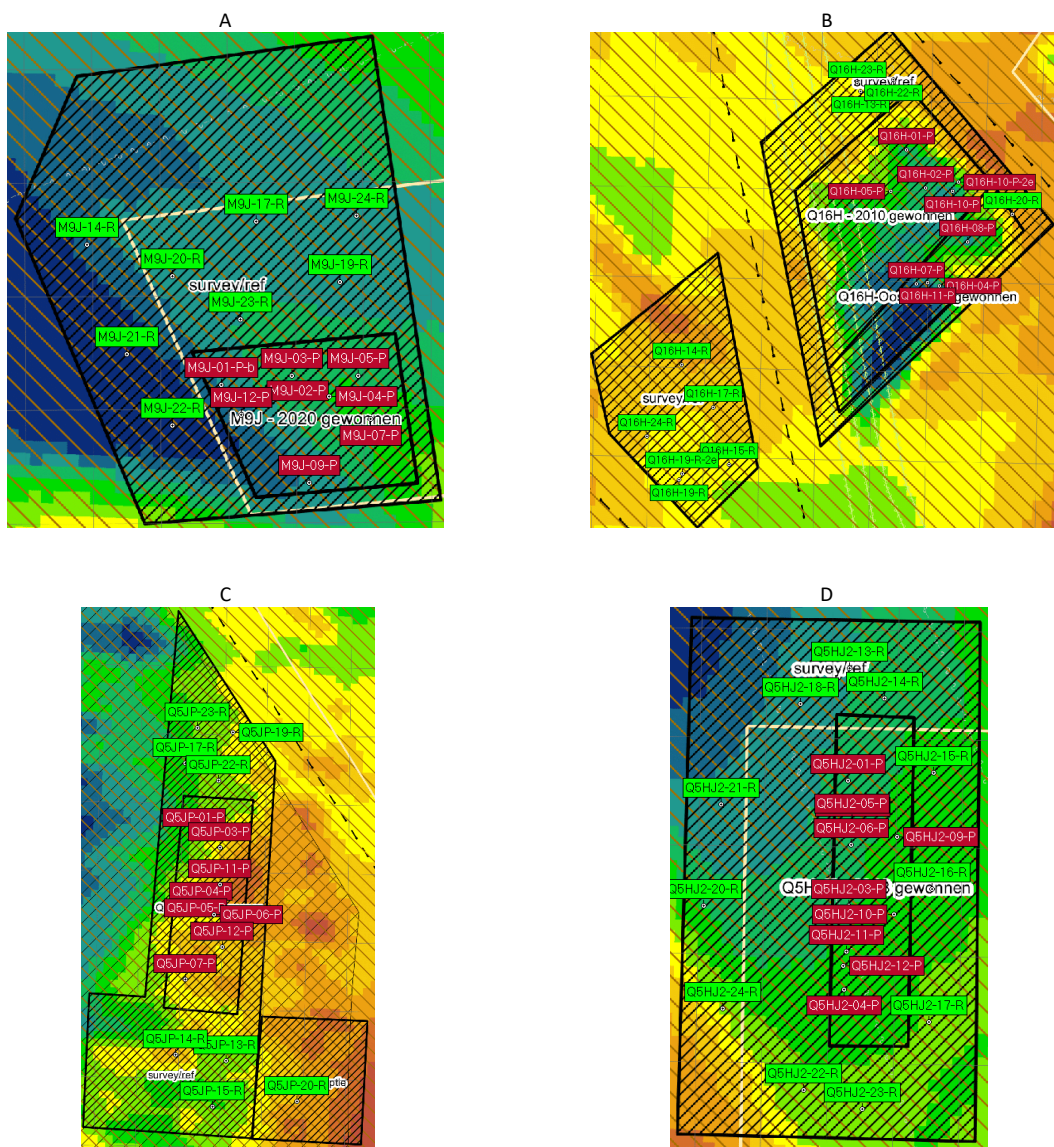 A
M9J-24-R
M9J-17-R
M9J-14-R
M9J-20-R
M9J-19-R
survey/ref
M9J-23-R
M9J-21-R
M9J-03-P
M9J-05-P
M9J-01-P-b
M9J-02-P
M9J-12-P
M9J-04-P
M9J-22-R
M9J - 2020 gewonnen
M9J-07-P
M9J-09-P
B
Q16H-23-R
survey/ref
Q16H-22-R
Q16H-13-R
Q16H-01-P
Q16H-02-P
Q16H-10-P-2e
Q16H-05-P
Q16H-10-P
Q16H-20-R
Q16H - 2010 gewonnen
Q16H-08-P
Q16H-07-P
Q16H-04-P
Q16H-11-P
Q16H-14-R
Q16H-17-R
Q16H-24-R
Q16H-15-R
Q16H-19-R-2e
Q16H-19-R
C
Q5JP-23-R
Q5JP-19-R
Q5JP-17-R
Q5JP-22-R
Q5JP-01-P
Q5JP-03-P
Q5JP-11-P
Q5JP-04-P
Q5JP-05-P
Q5JP-06-P
Q5JP-12-P
Q5JP-07-P
Q5JP-14-R
Q5JP-13-R
survey/ref
Q5JP-15-R
Q5JP-20-R
D
Q5HJ2-13-R
survey/ref
Q5HJ2-14-R
Q5HJ2-18-R
Q5HJ2-15-R
Q5HJ2-01-P
Q5HJ2-21-R
Q5HJ2-05-P
Q5HJ2-06-P
Q5HJ2-09-P
Q5HJ2-16-R
Q5HJ2-20-R
Q5HJ2-03-P
gewonnen
Q5HJ2-10-P
Q5HJ2-11-P
Q5HJ2-12-P
Q5HJ2-24-R
Q5HJ2-04-P
Q5HJ2-17-R
Q5HJ2-22-R
Q5HJ2-23-R